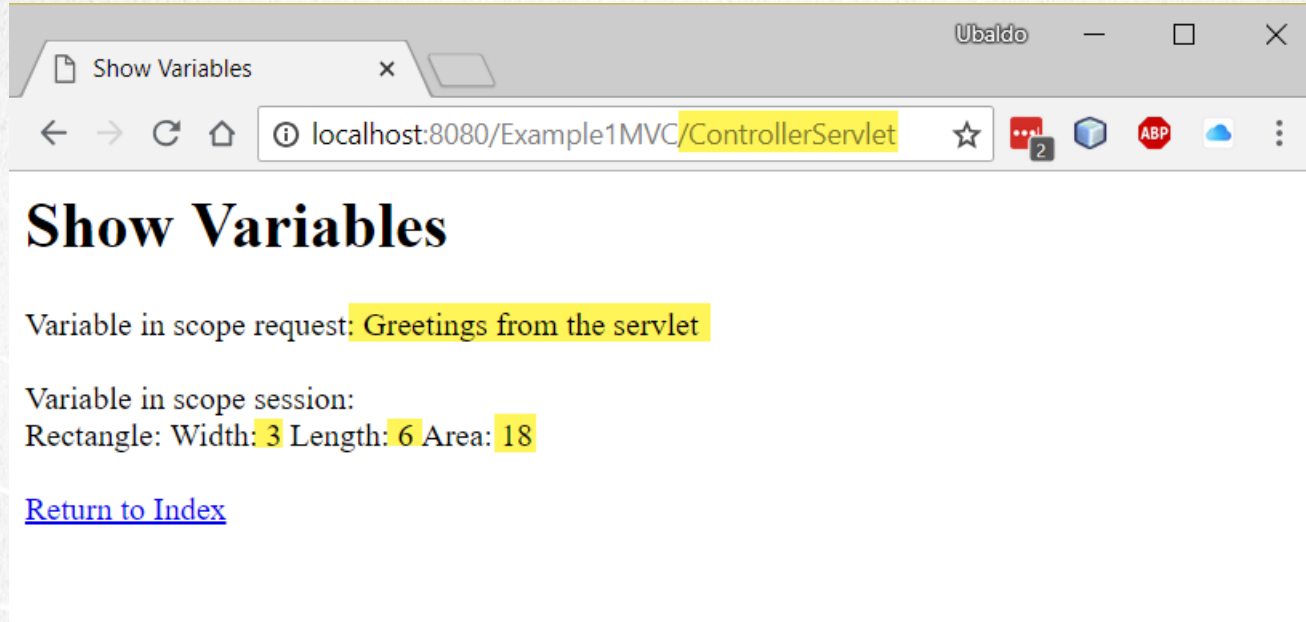 Ubaldo
Show Variables
localhost:8080/Example1MVC/ControllerServlet
2
ABP
Show Variables
Variable in scope request: Greetings from the servlet
Variable in scope session:
Rectangle: Width: 3 Length: 6 Area: 18
Return to Index